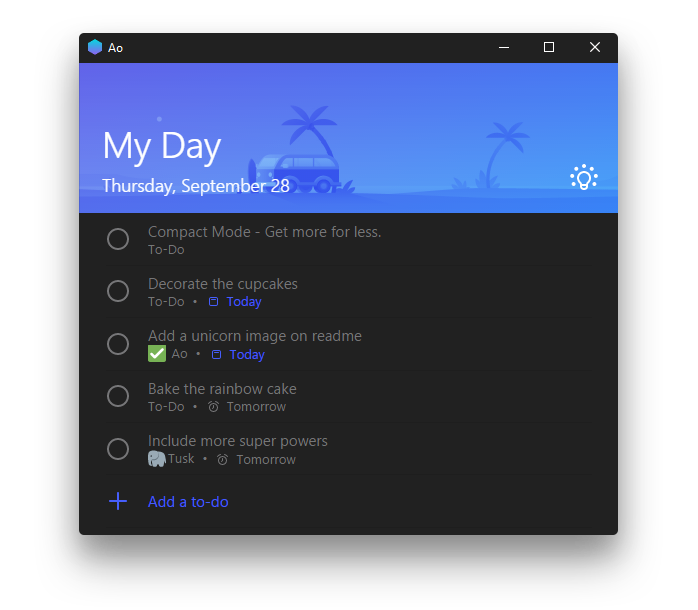 Ao
My Day
Thursday, September 28
Compact Mode - Get more for less.
To-Do
Decorate the cupcakes
To-Do • Today
Add a unicorn image on readme
✅ Ao • Today
Bake the rainbow cake
To-Do • Tomorrow
Include more super powers
🐘Tusk • Tomorrow
Add a to-do